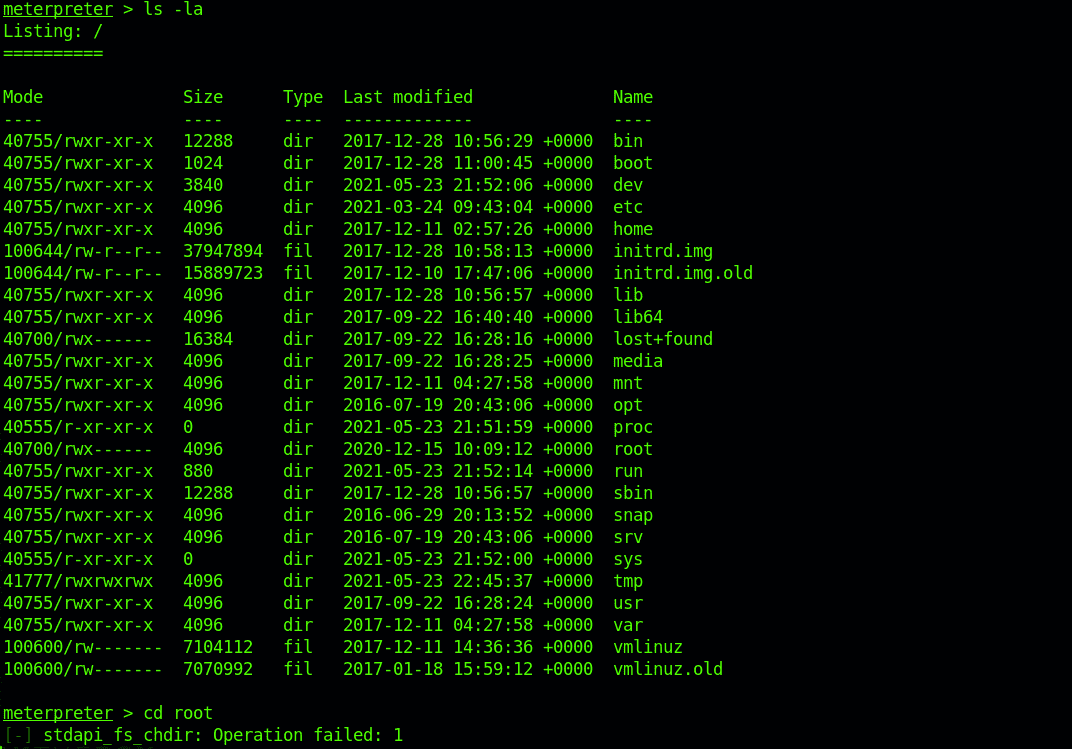 meterpreter > ls -la
Listing: /
==========
Mode Size Type Last modified Name
---- ---- ---- ------------- ----
40755/rwxr-xr-x 12288 dir 2017-12-28 10:56:29 +0000 bin
40755/rwxr-xr-x 1024 dir 2017-12-28 11:00:45 +0000 boot
40755/rwxr-xr-x 3840 dir 2021-05-23 21:52:06 +0000 dev
40755/rwxr-xr-x 4096 dir 2021-03-24 09:43:04 +0000 etc
40755/rwxr-xr-x 4096 dir 2017-12-11 02:57:26 +0000 home
100644/rw-r--r-- 37947894 fil 2017-12-28 10:58:13 +0000 initrd.img
100644/rw-r--r-- 15889723 fil 2017-12-10 17:47:06 +0000 initrd.img.old
40755/rwxr-xr-x 4096 dir 2017-12-28 10:56:57 +0000 lib
40755/rwxr-xr-x 4096 dir 2017-09-22 16:40:40 +0000 lib64
40700/rwx------ 16384 dir 2017-09-22 16:28:16 +0000 lost+found
40755/rwxr-xr-x 4096 dir 2017-09-22 16:28:25 +0000 media
40755/rwxr-xr-x 4096 dir 2017-12-11 04:27:58 +0000 mnt
40755/rwxr-xr-x 4096 dir 2016-07-19 20:43:06 +0000 opt
40555/r-xr-xr-x 0 dir 2021-05-23 21:51:59 +0000 proc
40700/rwx------ 4096 dir 2020-12-15 10:09:12 +0000 root
40755/rwxr-xr-x 880 dir 2021-05-23 21:52:14 +0000 run
40755/rwxr-xr-x 12288 dir 2017-12-28 10:56:57 +0000 sbin
40755/rwxr-xr-x 4096 dir 2016-06-29 20:13:52 +0000 snap
40755/rwxr-xr-x 4096 dir 2016-07-19 20:43:06 +0000 srv
40555/r-xr-xr-x 0 dir 2021-05-23 21:52:00 +0000 sys
41777/rwxrwxrwx 4096 dir 2021-05-23 22:45:37 +0000 tmp
40755/rwxr-xr-x 4096 dir 2017-09-22 16:28:24 +0000 usr
40755/rwxr-xr-x 4096 dir 2017-12-11 04:27:58 +0000 var
100600/rw------- 7104112 fil 2017-12-11 14:36:36 +0000 vmlinuz
100600/rw------- 7070992 fil 2017-01-18 15:59:12 +0000 vmlinuz.old
meterpreter > cd root
[-] stdapi_fs_chdir: Operation failed: 1